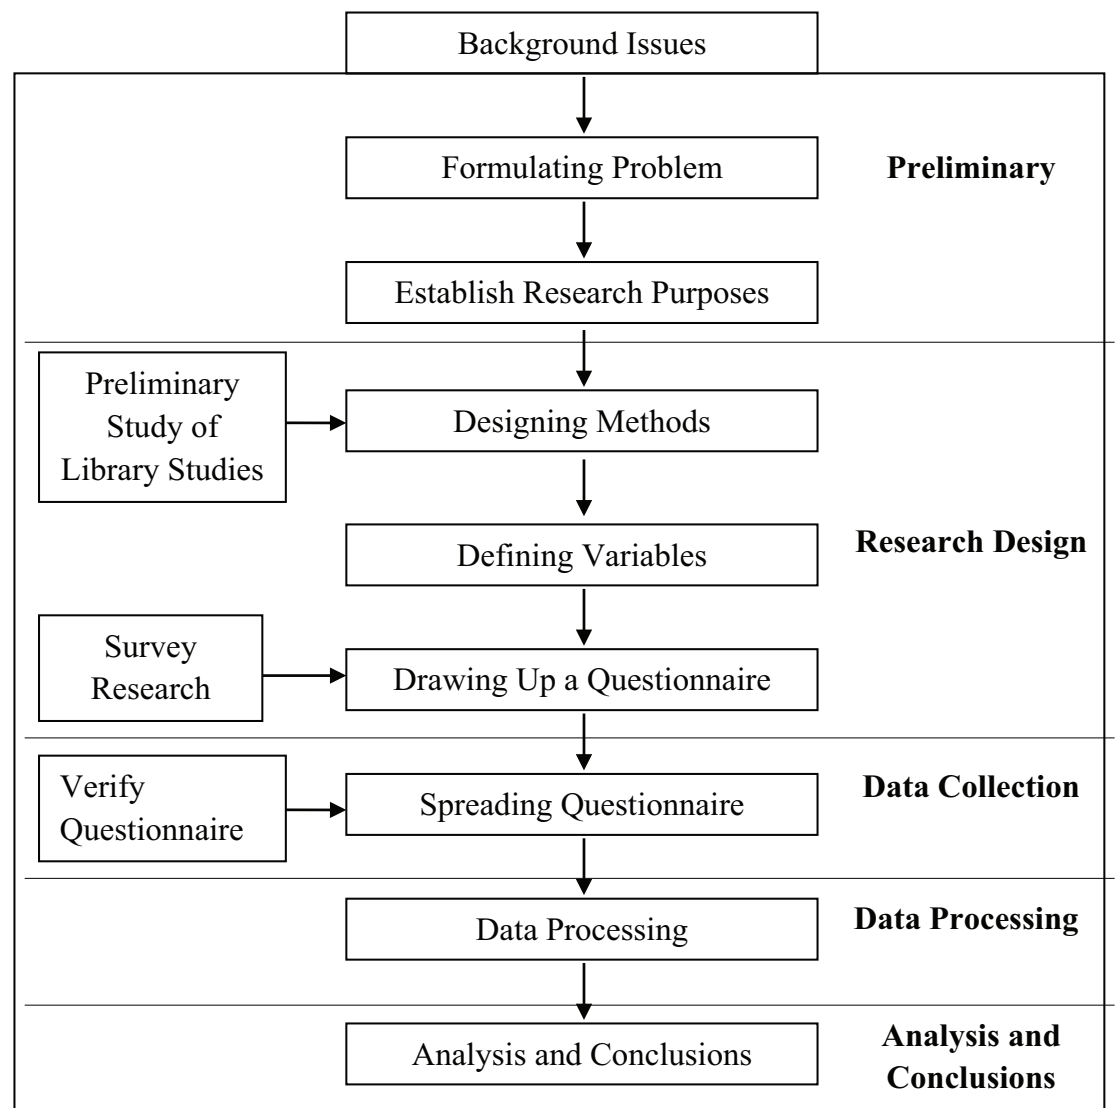 Background Issues
Formulating Problem
Preliminary
Establish Research Purposes
Preliminary
Study of
Library Studies
Designing Methods
Defining Variables
Research Design
Survey
Research
Drawing Up a Questionnaire
Verify
Questionnaire
Spreading Questionnaire
Data Collection
Data Processing
Data Processing
Analysis and Conclusions
Analysis and
Conclusions